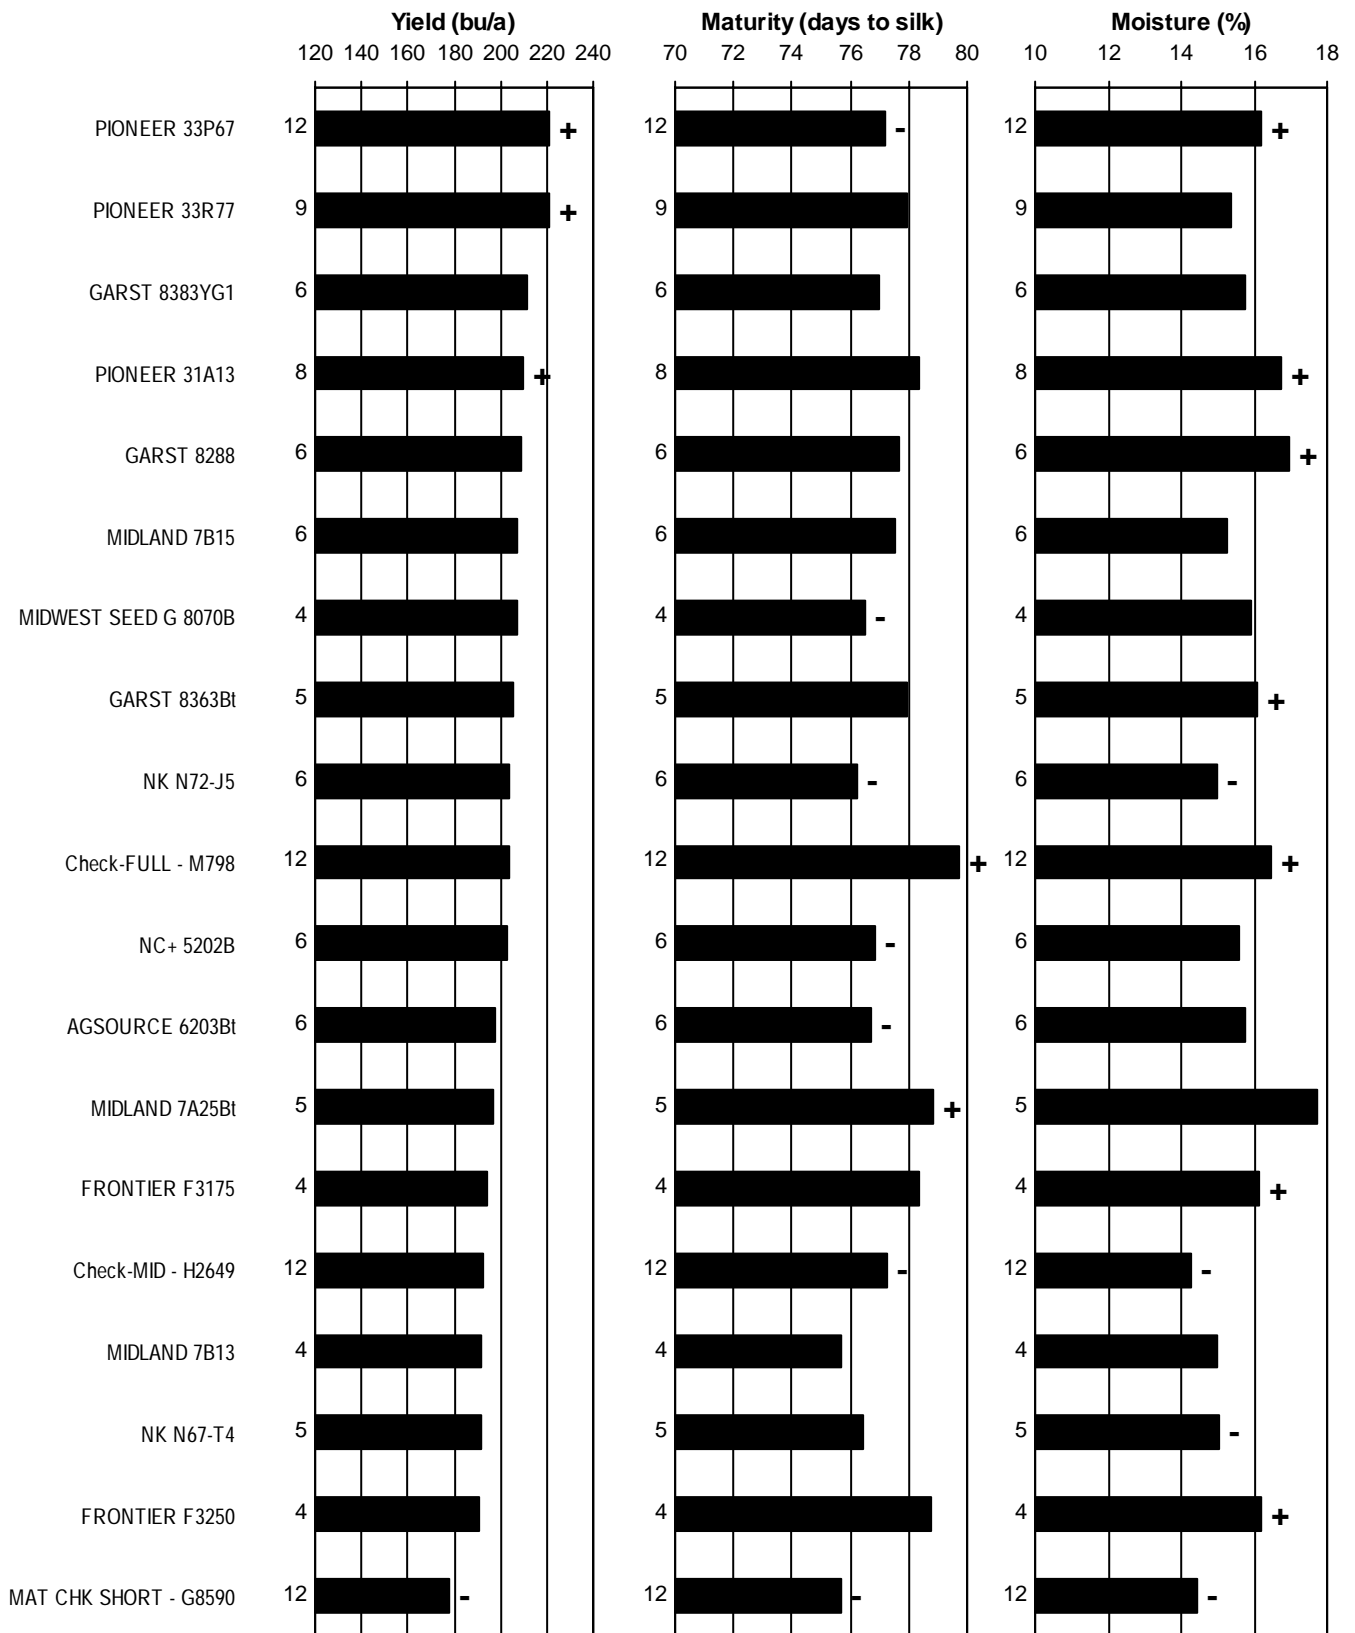 Yield (bu/a) Maturity (days to silk) Moisture (%)
120 140 160 180 200 220 240 70 72 74 76 78 80 10 12 14 16 18
PIONEER 33P67 12 + 12 - 12 +
PIONEER 33R77 9 + 9 9
GARST 8383YG1 6 6 6
PIONEER 31A13 8 + 8 8 +
GARST 8288 6 6 6 +
MIDLAND 7B15 6 6 6
MIDWEST SEED G 8070B 4 4 - 4
GARST 8363Bt 5 5 5 +
NK N72-J5 6 6 - 6 -
Check-FULL - M798 12 12 + 12 +
NC+ 5202B 6 6 - 6
AGSOURCE 6203Bt 6 6 - 6
MIDLAND 7A25Bt 5 5 + 5
FRONTIER F3175 4 4 4 +
Check-MID - H2649 12 12 - 12 -
MIDLAND 7B13 4 4 4
NK N67-T4 5 5 5 -
FRONTIER F3250 4 4 4 +
MAT CHK SHORT - G8590 12 - 12 - 12 -